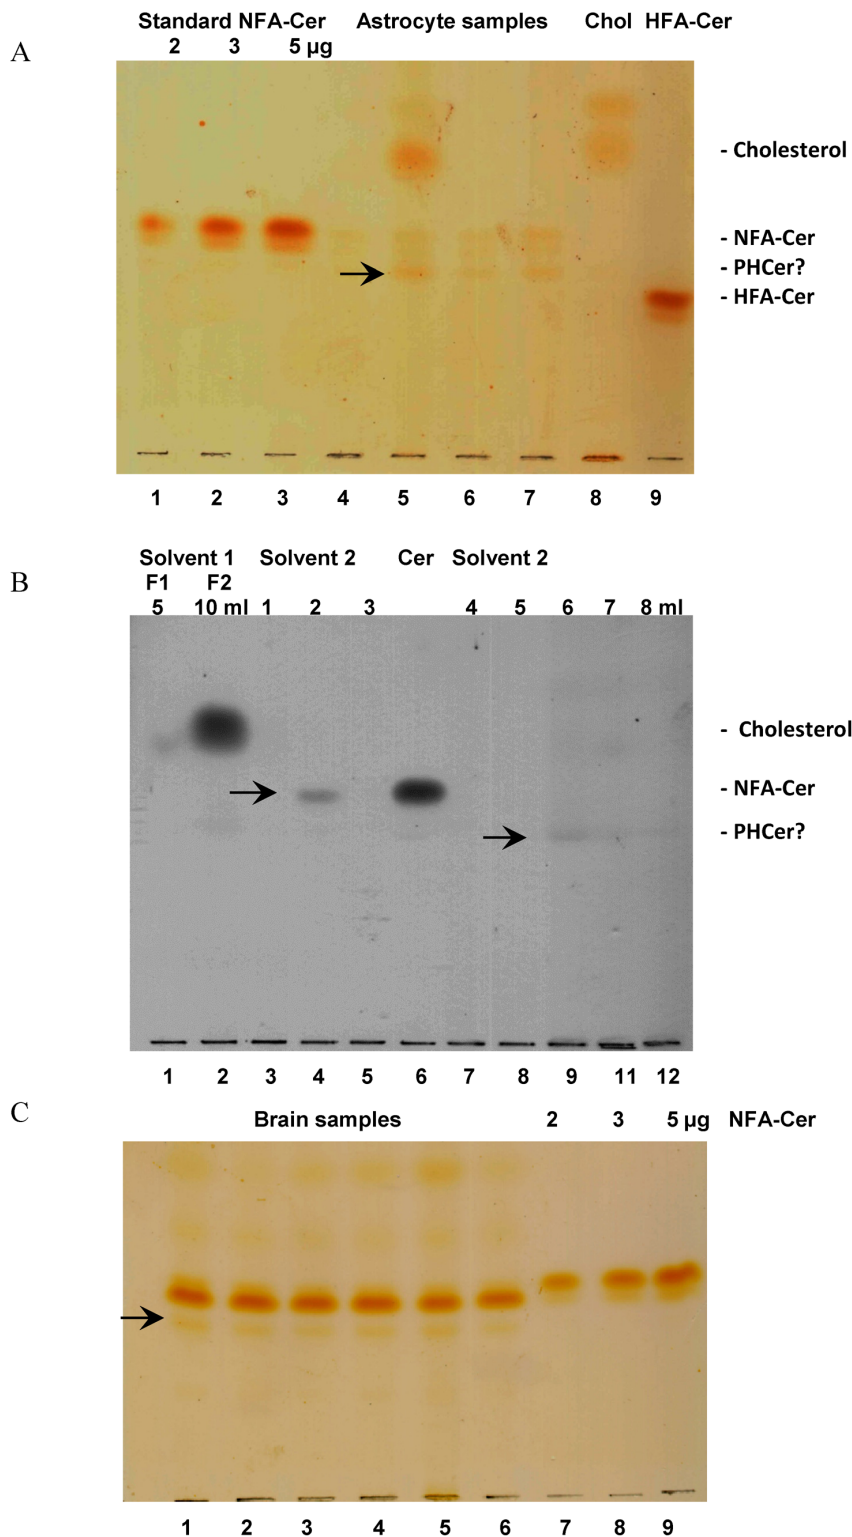 A
Standard NFA-Cer Astrocyte samples Chol HFA-Cer
2 3 5 µg
- Cholesterol
- NFA-Cer
- PHCer?
- HFA-Cer
1 2 3 4 5 6 7 8 9
B
Solvent 1 Solvent 2 Cer Solvent 2
F1 F2
5 10 ml 1 2 3 4 5 6 7 8 ml
- Cholesterol
- NFA-Cer
- PHCer?
1 2 3 4 5 6 7 8 9 11 12
C
Brain samples 2 3 5 µg NFA-Cer
1 2 3 4 5 6 7 8 9